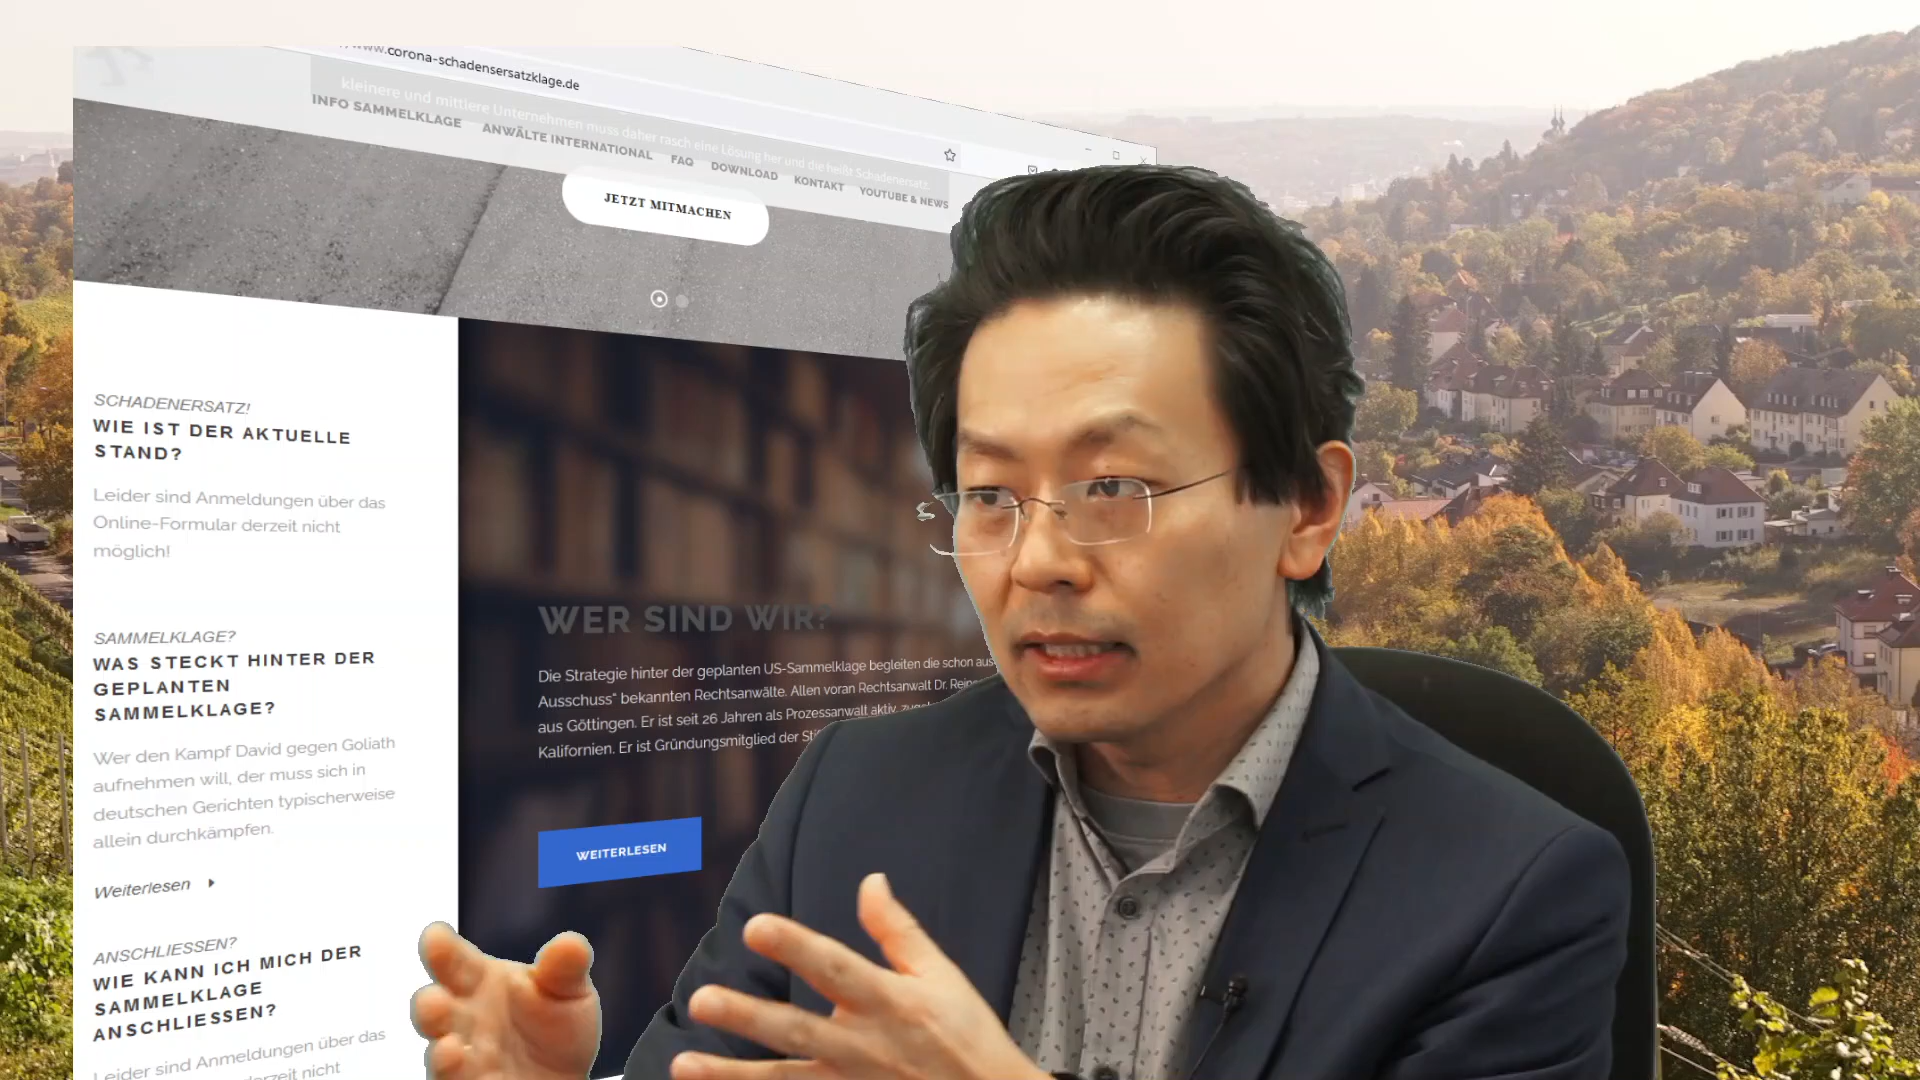 www.corona-schadensersatzklage.de
kleinere und mittlere Unternehmen muss daher rasch eine Lösung her und die heißt Schadenersatz.
INFO SAMMELKLAGE ANWÄLTE INTERNATIONAL FAQ DOWNLOAD KONTAKT YOUTUBE & NEWS
JETZT MITMACHEN
SCHADENERSATZ!
WIE IST DER AKTUELLE
STAND?
Leider sind Anmeldungen über das
Online-Formular derzeit nicht
möglich!
SAMMELKLAGE?
WAS STECKT HINTER DER
GEPLANTEN
SAMMELKLAGE?
Wer den Kampf David gegen Goliath
aufnehmen will, der muss sich in
deutschen Gerichten typischerweise
allein durchkämpfen.
Weiterlesen
ANSCHLIESSEN?
WIE KANN ICH MICH DER
SAMMELKLAGE
ANSCHLIESSEN?
Leider sind Anmeldungen über das
derzeit nicht
WER SIND WIR?
Die Strategie hinter der geplanten US-Sammelklage begleiten die schon aus
Ausschuss“ bekannten Rechtsanwälte. Allen voran Rechtsanwalt Dr.
aus Göttingen. Er ist seit 26 Jahren als Prozessanwalt aktiv,
Kalifornien. Er ist Gründungsmitglied der
WEITERLESEN